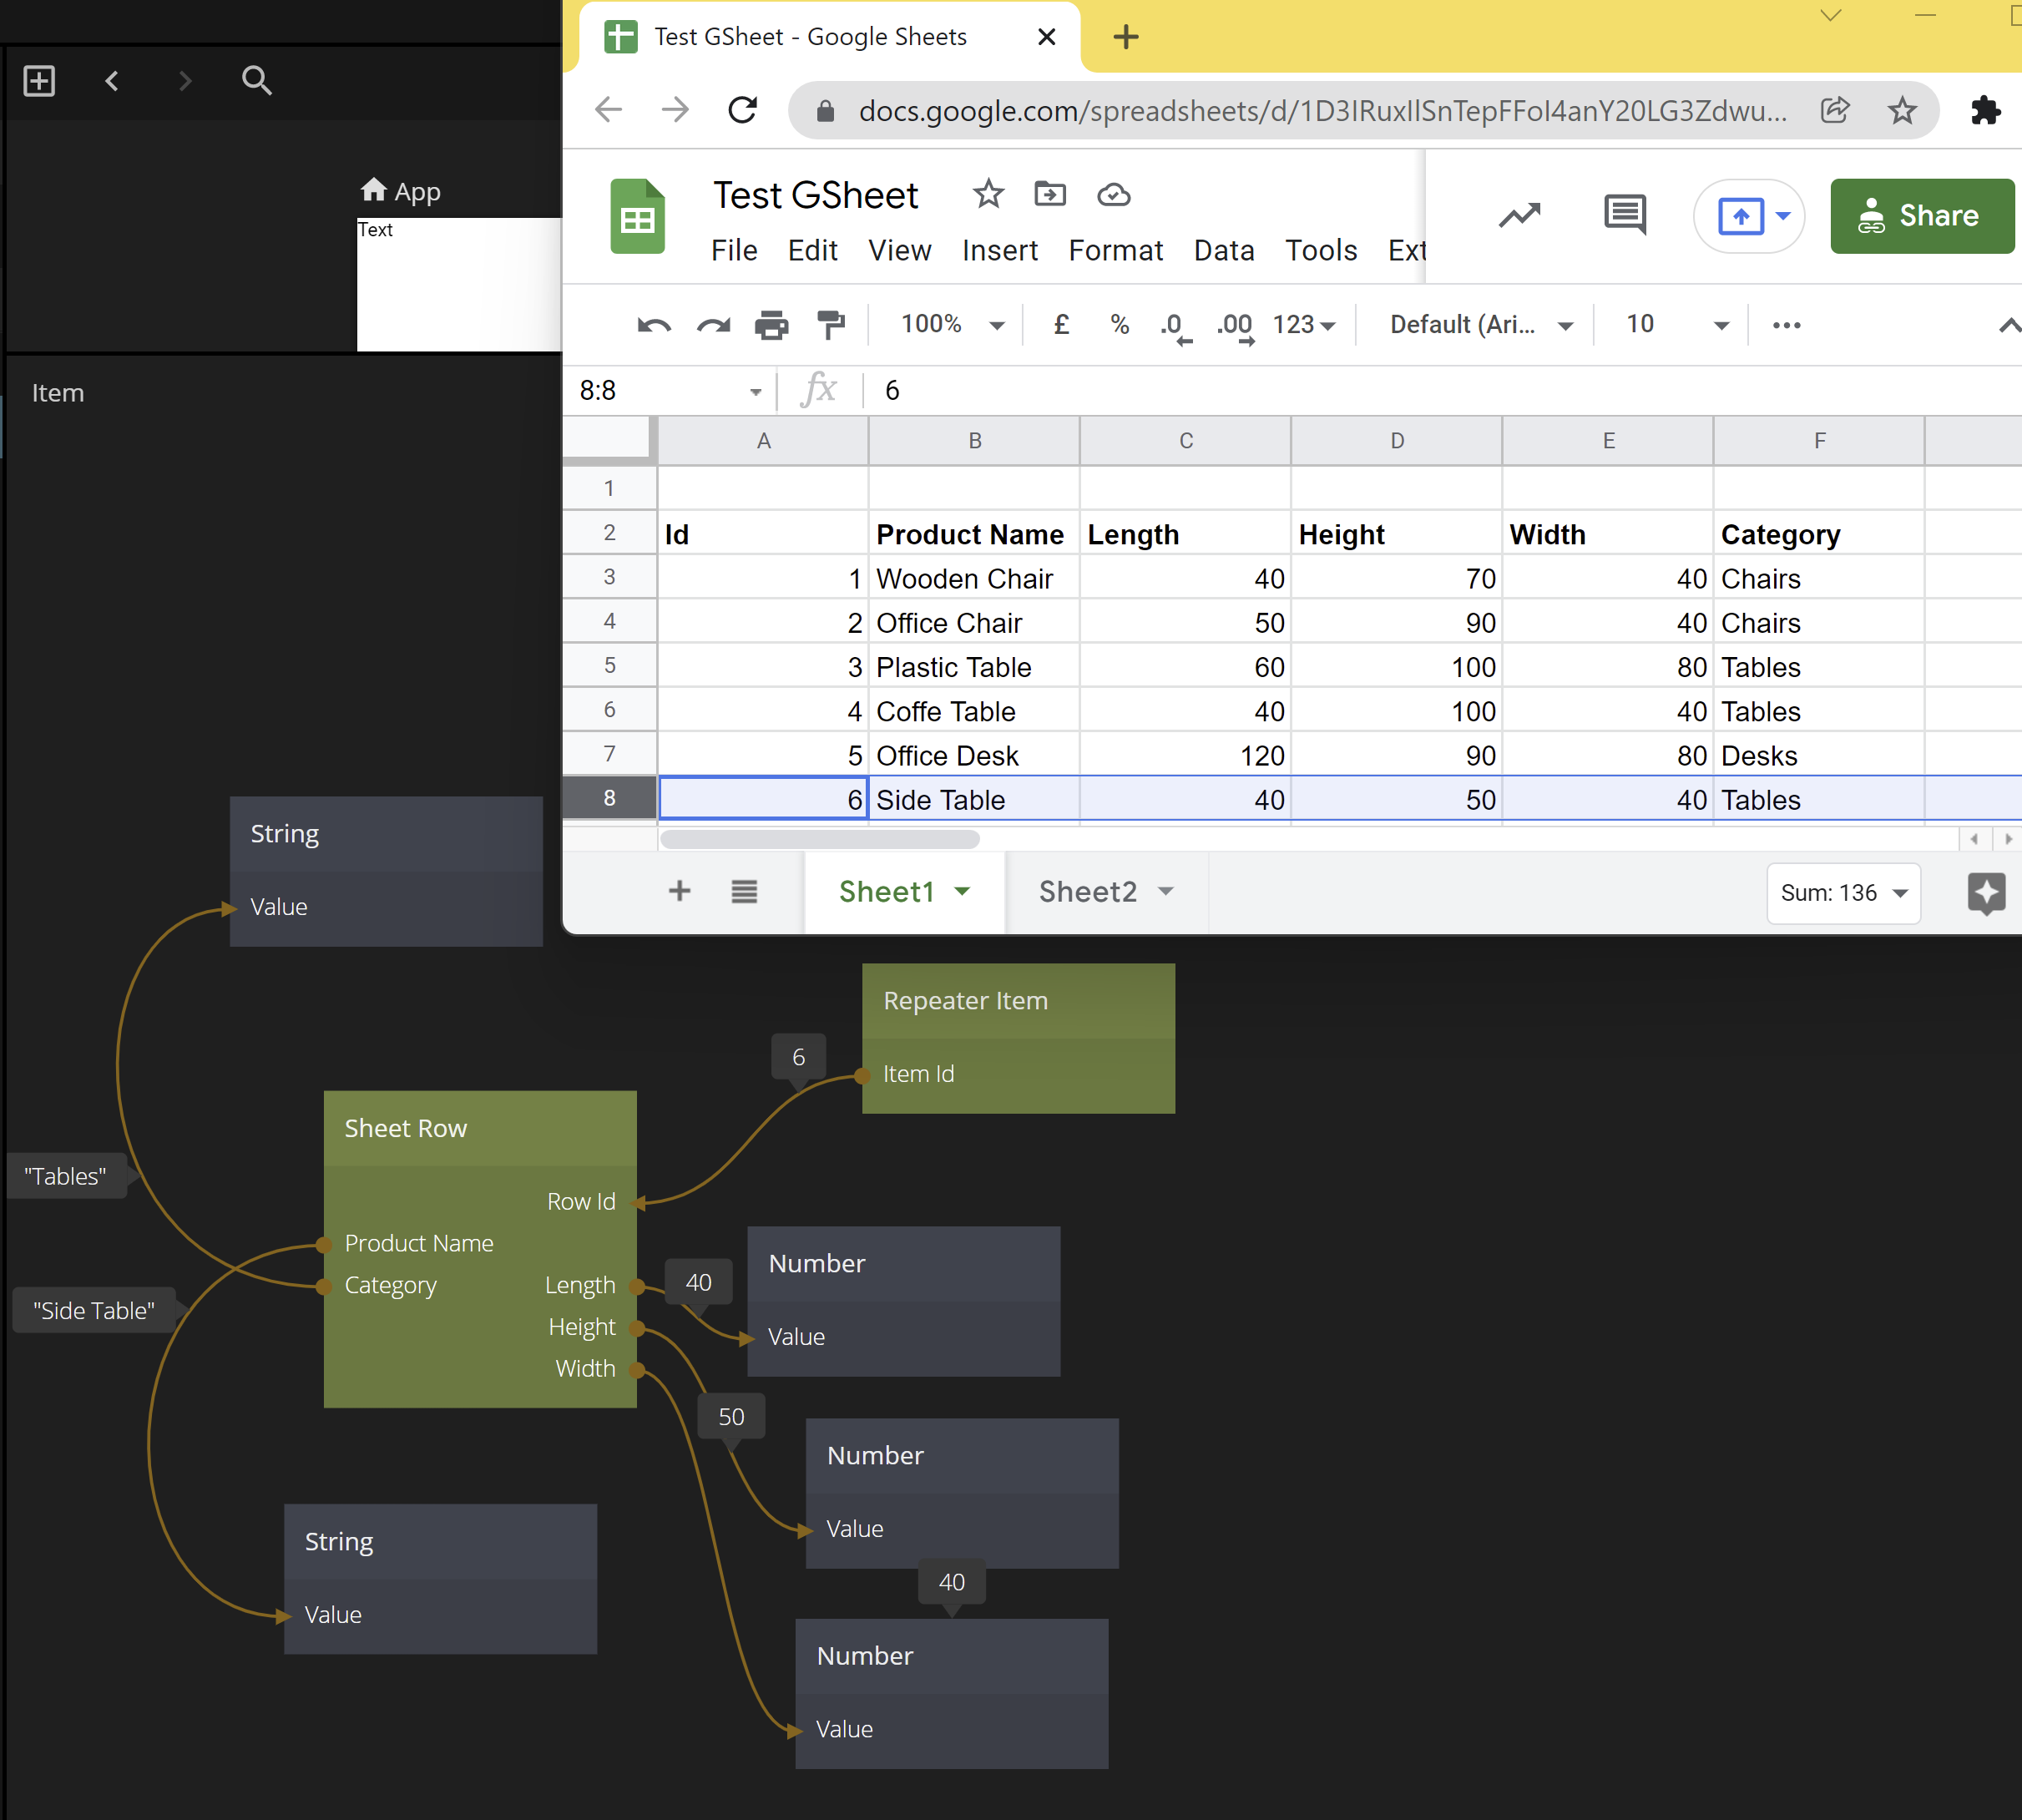 Test GSheet - Google Sheets
docs.google.com/spreadsheets/d/1D3IRuxIlSnTepFFoI4anY20LG3Zdwu...
App
Text
Test GSheet
File Edit View Insert Format Data Tools Ext
Share
100% £ % .0 .00 123 Default (Ari... 10 ...
Item
8:8 fx 6
A B C D E F
1
2 Id Product Name Length Height Width Category
3 1 Wooden Chair 40 70 40 Chairs
4 2 Office Chair 50 90 40 Chairs
5 3 Plastic Table 60 100 80 Tables
6 4 Coffe Table 40 100 40 Tables
7 5 Office Desk 120 90 80 Desks
8 6 Side Table 40 50 40 Tables
Sheet1 Sheet2 Sum: 136
String
Value
Repeater Item
Item Id
6
Sheet Row
Row Id
Product Name
Category
Length
Height
Width
"Tables"
"Side Table"
40
Number
Value
50
Number
Value
40
Number
Value
String
Value